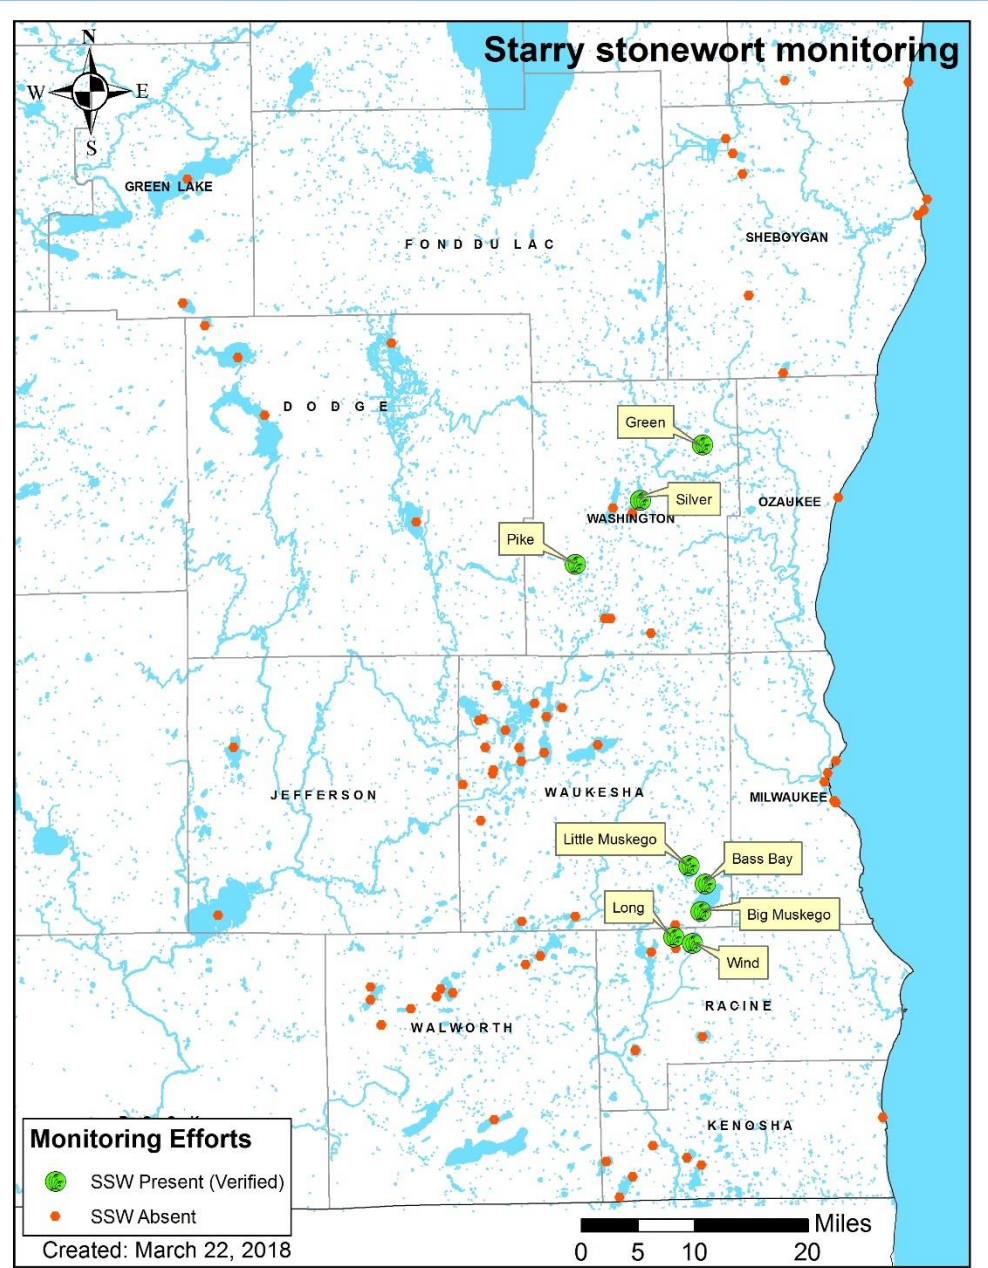 Starry stonewort monitoring
N
W E
S
GREEN LAKE
FOND DU LAC
SHEBOYGAN
DODGE
Green
Silver
OZAUKEE
WASHINGTON
Pike
JEFFERSON
WAUKESHA
MILWAUKEE
Little Muskego
Bass Bay
Long
Big Muskego
Wind
RACINE
WALWORTH
KENOSHA
Monitoring Efforts
SSW Present (Verified)
SSW Absent
Created: March 22, 2018
Miles
0 5 10 20